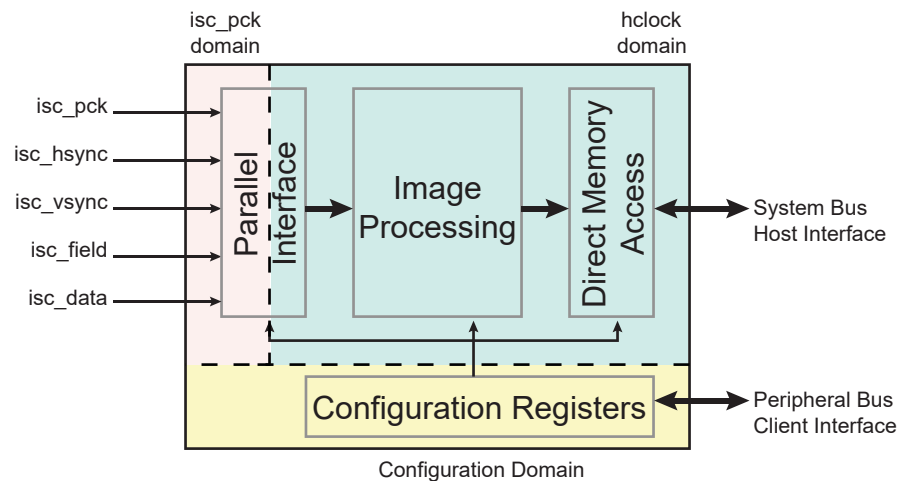 isc_pck
domain
hclock
domain
isc_pck
isc_hsync
isc_vsync
isc_field
isc_data
Parallel
Interface
Image
Processing
Direct Memory
Access
System Bus
Host Interface
Configuration Registers
Peripheral Bus
Client Interface
Configuration Domain